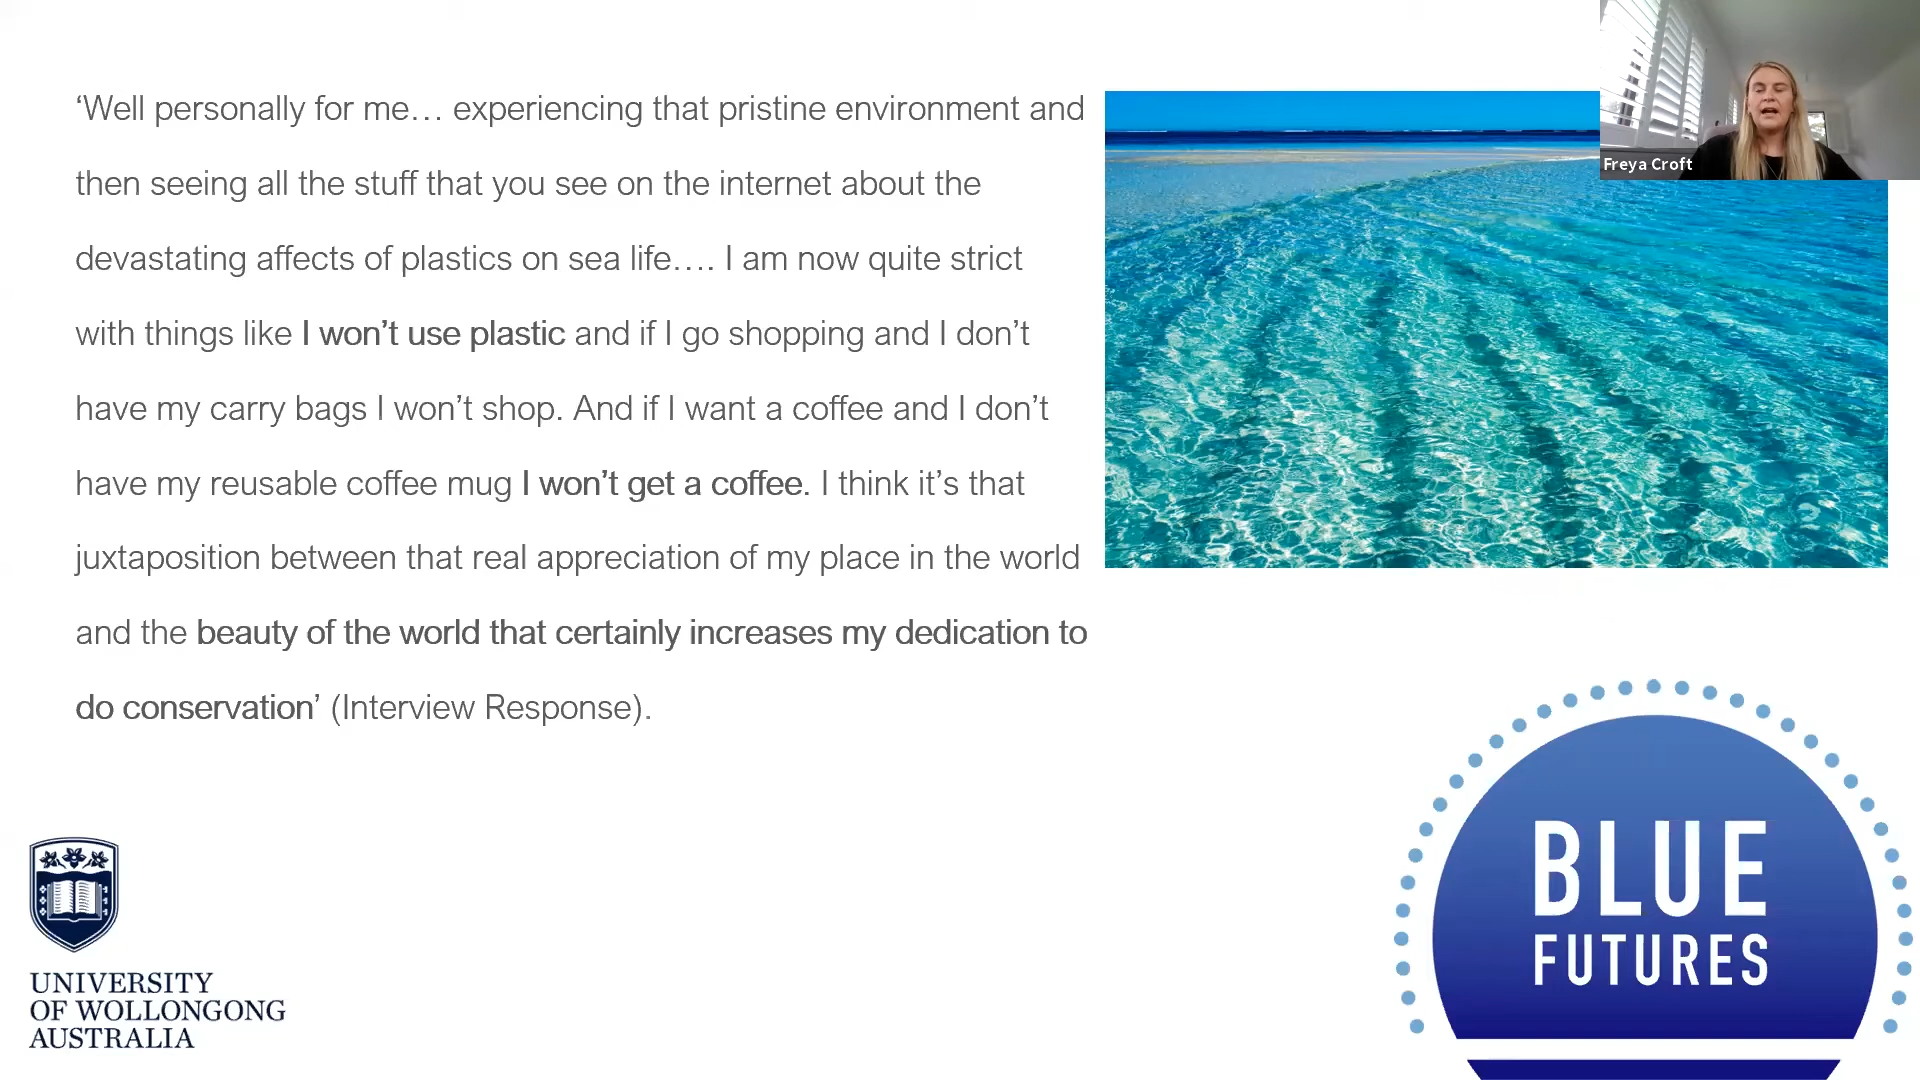 ‘Well personally for me… experiencing that pristine environment and
then seeing all the stuff that you see on the internet about the
devastating affects of plastics on sea life…. I am now quite strict
with things like I won’t use plastic and if I go shopping and I don’t
have my carry bags I won’t shop. And if I want a coffee and I don’t
have my reusable coffee mug I won’t get a coffee. I think it’s that
juxtaposition between that real appreciation of my place in the world
and the beauty of the world that certainly increases my dedication to
do conservation’ (Interview Response).
Freya Croft
UNIVERSITY
OF WOLLONGONG
AUSTRALIA
BLUE
FUTURES